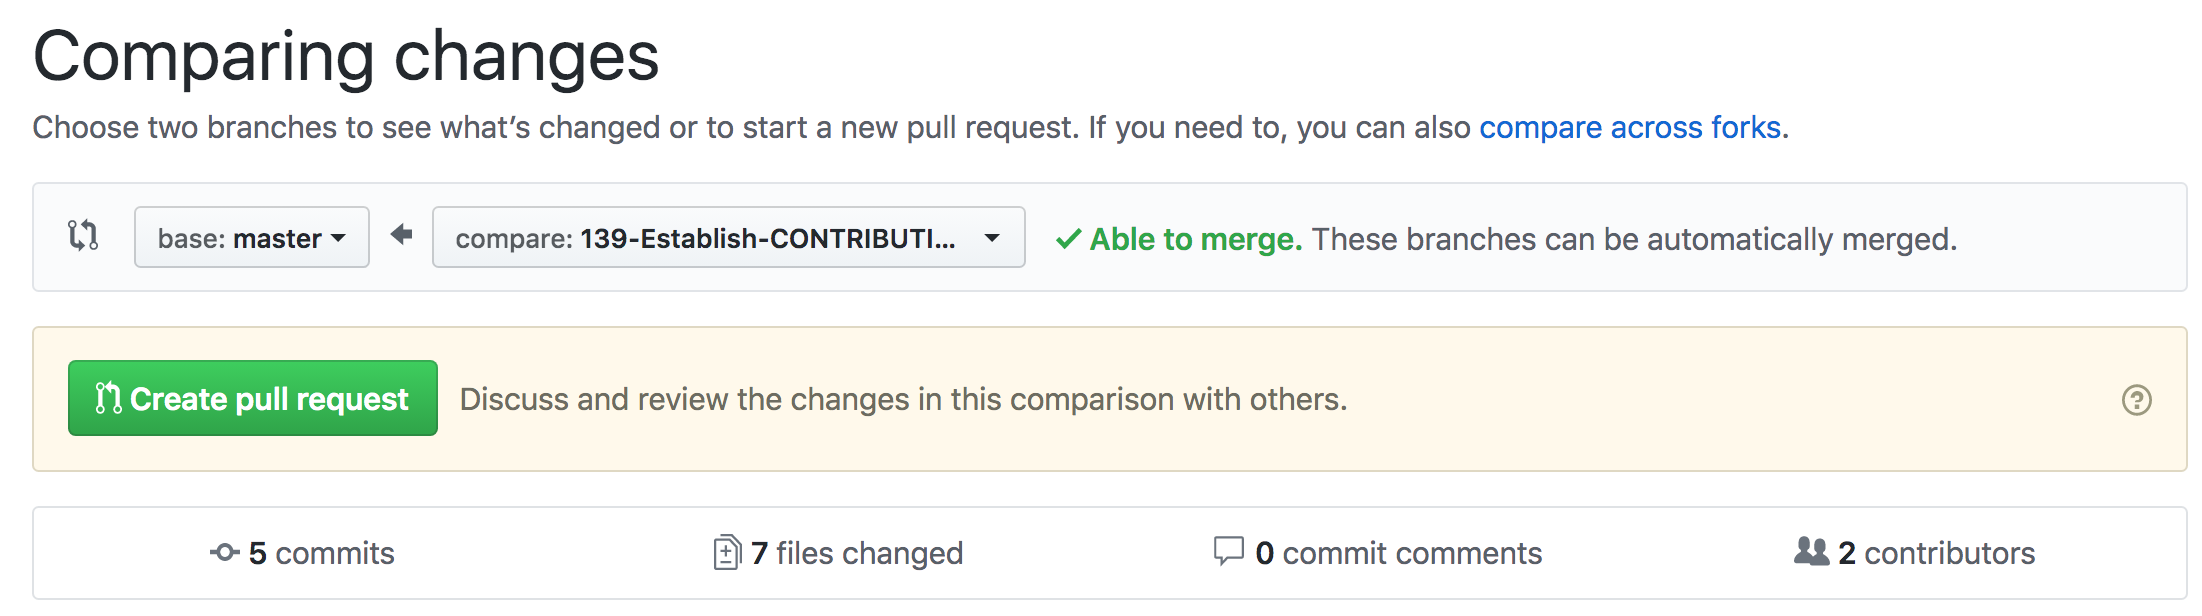 Comparing changes
Choose two branches to see what’s changed or to start a new pull request. If you need to, you can also compare across forks.
base: master compare: 139-Establish-CONTRIBUTI... Able to merge. These branches can be automatically merged.
Create pull request Discuss and review the changes in this comparison with others. ?
5 commits 7 files changed 0 commit comments 2 contributors